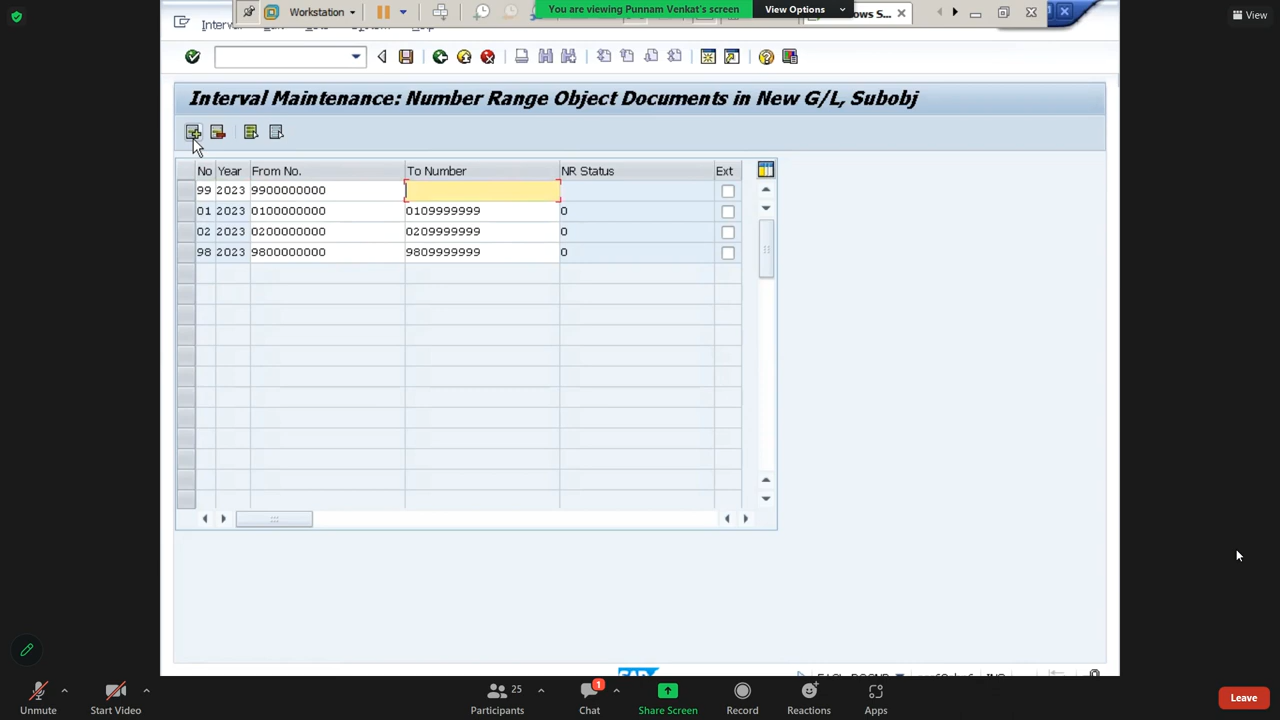 Workstation
You are viewing Punnam Venkat's screen
View Options
View
Interval Maintenance: Number Range Object Documents in New G/L, Subobj
No Year From No. To Number NR Status Ext
99 2023 9900000000
01 2023 0100000000 0109999999 0
02 2023 0200000000 0209999999 0
98 2023 9800000000 9809999999 0
SAP
Unmute
Start Video
25
Participants
1
Chat
Share Screen
Record
Reactions
Apps
Leave